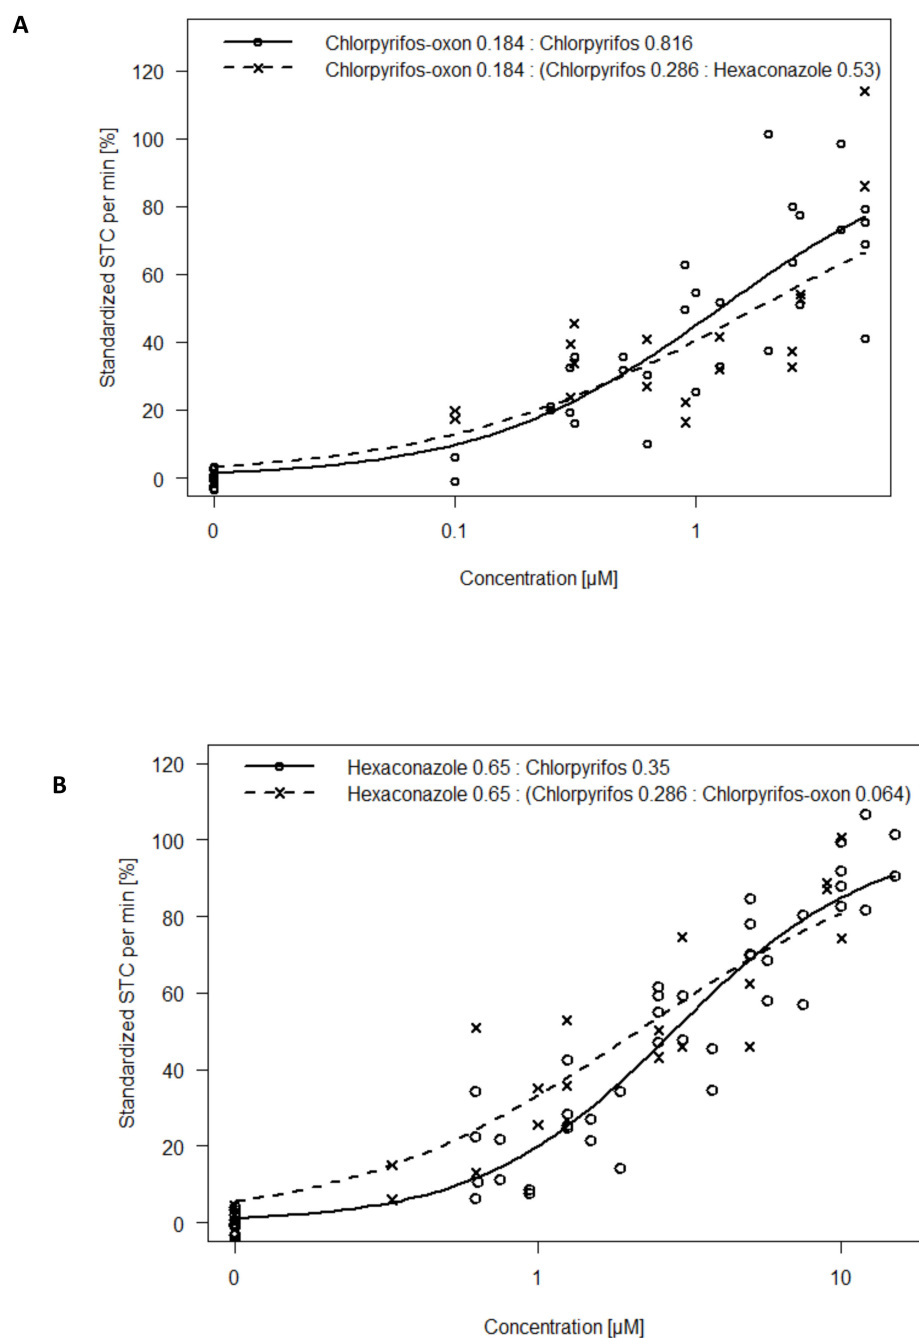 A
Chlorpyrifos-oxon 0.184 : Chlorpyrifos 0.816
Chlorpyrifos-oxon 0.184 : (Chlorpyrifos 0.286 : Hexaconazole 0.53)
Standardized STC per min [%]
120
100
80
60
40
20
0
0
0.1
1
Concentration [µM]
B
Hexaconazole 0.65 : Chlorpyrifos 0.35
Hexaconazole 0.65 : (Chlorpyrifos 0.286 : Chlorpyrifos-oxon 0.064)
Standardized STC per min [%]
120
100
80
60
40
20
0
0
1
10
Concentration [µM]